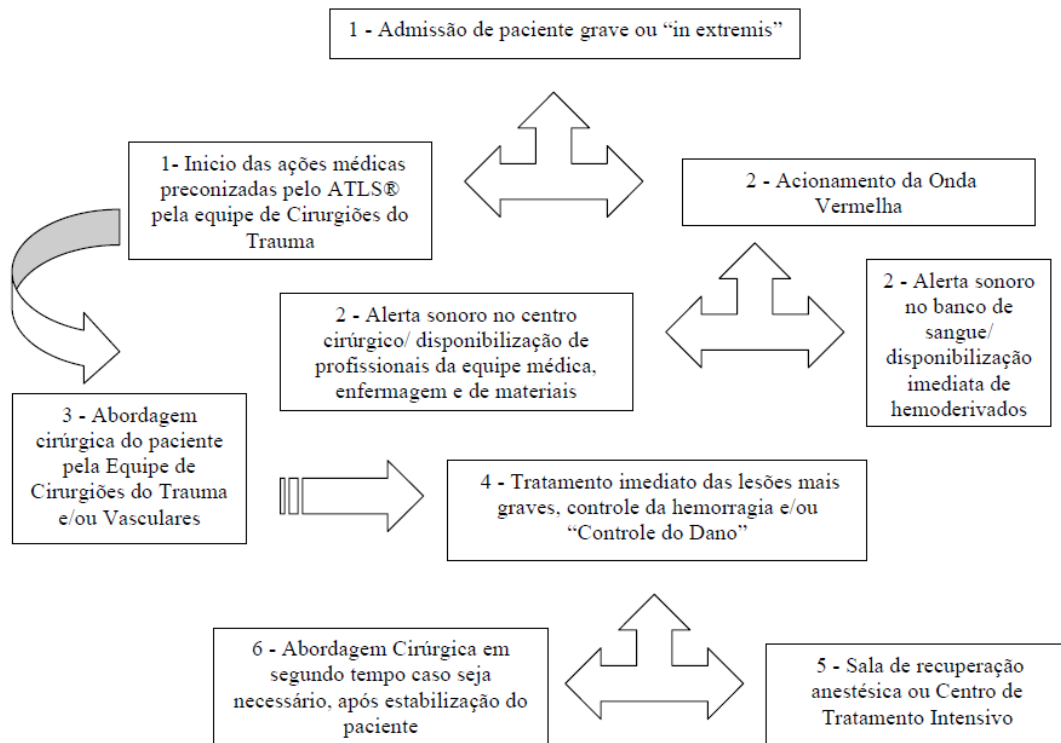 1 - Admissão de paciente grave ou “in extremis”
1- Inicio das ações médicas
preconizadas pelo ATLS®
pela equipe de Cirurgiões do
Trauma
2 - Acionamento da Onda
Vermelha
2 - Alerta sonoro no centro
cirúrgico/ disponibilização de
profissionais da equipe médica,
enfermagem e de materiais
2 - Alerta sonoro
no banco de
sangue/
disponibilização
imediata de
hemoderivados
3 - Abordagem
cirúrgica do paciente
pela Equipe de
Cirurgiões do Trauma
e/ou Vasculares
4 - Tratamento imediato das lesões mais
graves, controle da hemorragia e/ou
“Controle do Dano”
6 - Abordagem Cirúrgica em
segundo tempo caso seja
necessário, após estabilização do
paciente
5 - Sala de recuperação
anestésica ou Centro de
Tratamento Intensivo